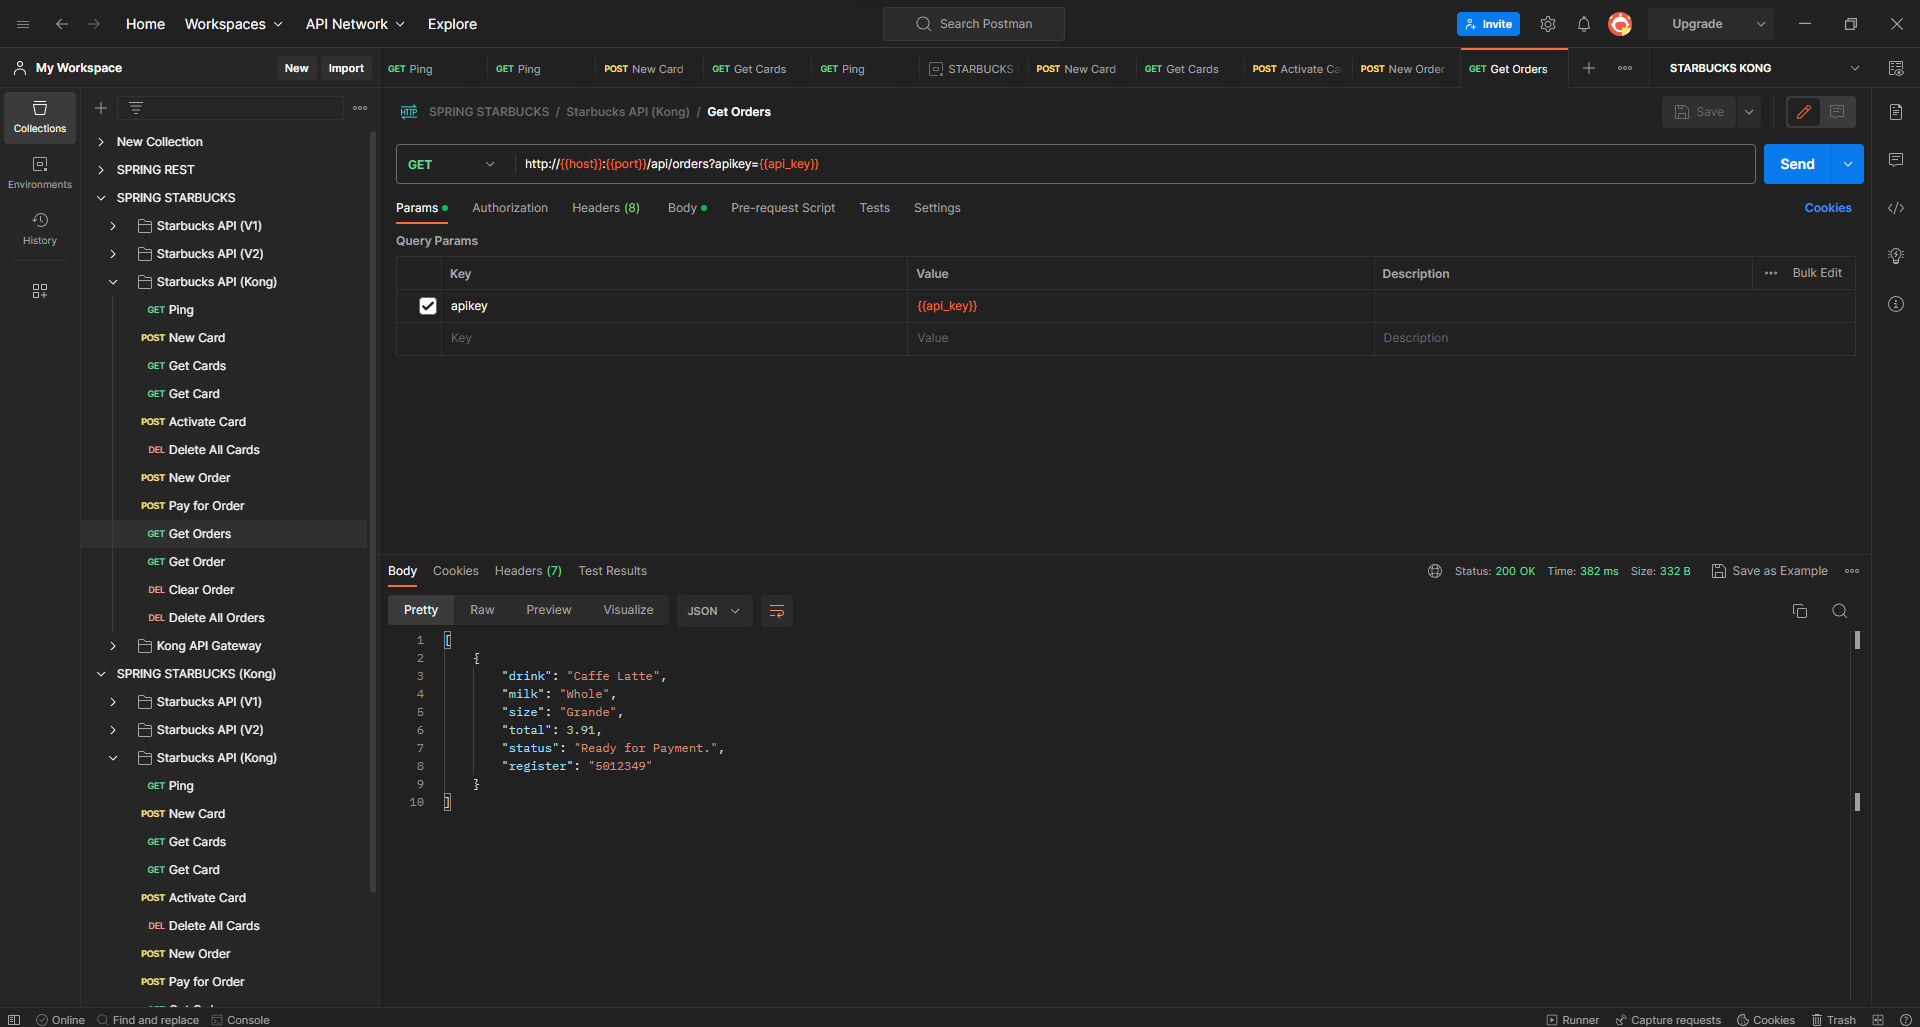 Home Workspaces API Network Explore Search Postman Invite Upgrade
My Workspace New Import GET Ping GET Ping POST New Card GET Get Cards GET Ping STARBUCKS POST New Card GET Get Cards POST Activate Ca POST New Order GET Get Orders STARBUCKS KONG
SPRING STARBUCKS / Starbucks API (Kong) / Get Orders Save
GET http://{{host}}:{{port}}/api/orders?apikey={{api_key}} Send
Params Authorization Headers (8) Body Pre-request Script Tests Settings Cookies
Query Params
Key Value Description Bulk Edit
apikey {{api_key}}
Key Value Description
Collections
Environments
History
New Collection
SPRING REST
SPRING STARBUCKS
Starbucks API (V1)
Starbucks API (V2)
Starbucks API (Kong)
GET Ping
POST New Card
GET Get Cards
GET Get Card
POST Activate Card
DEL Delete All Cards
POST New Order
POST Pay for Order
GET Get Orders
GET Get Order
DEL Clear Order
DEL Delete All Orders
Kong API Gateway
SPRING STARBUCKS (Kong)
Starbucks API (V1)
Starbucks API (V2)
Starbucks API (Kong)
GET Ping
POST New Card
GET Get Cards
GET Get Card
POST Activate Card
DEL Delete All Cards
POST New Order
POST Pay for Order
Body Cookies Headers (7) Test Results Status: 200 OK Time: 382 ms Size: 332 B Save as Example
Pretty Raw Preview Visualize JSON
1 [
2 {
3 "drink": "Caffe Latte",
4 "milk": "Whole",
5 "size": "Grande",
6 "total": 3.91,
7 "status": "Ready for Payment.",
8 "register": "5012349"
9 }
10 ]
Online Find and replace Console Runner Capture requests Cookies Trash